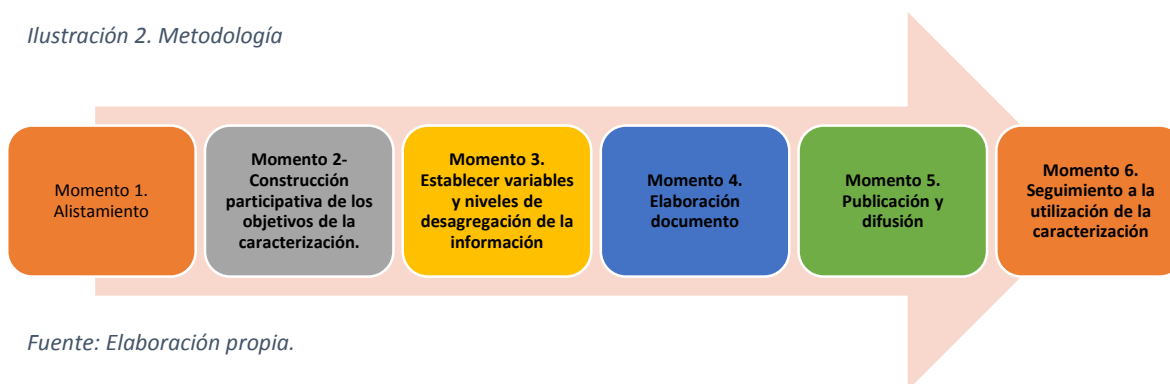 Ilustración 2. Metodología
Momento 1.
Alistamiento
Momento 2-
Construcción
participativa de los
objetivos de la
caracterización.
Momento 3.
Establecer variables
y niveles de
desagregación de la
información
Momento 4.
Elaboración
documento
Momento 5.
Publicación y
difusión
Momento 6.
Seguimiento a la
utilización de la
caracterización
Fuente: Elaboración propia.